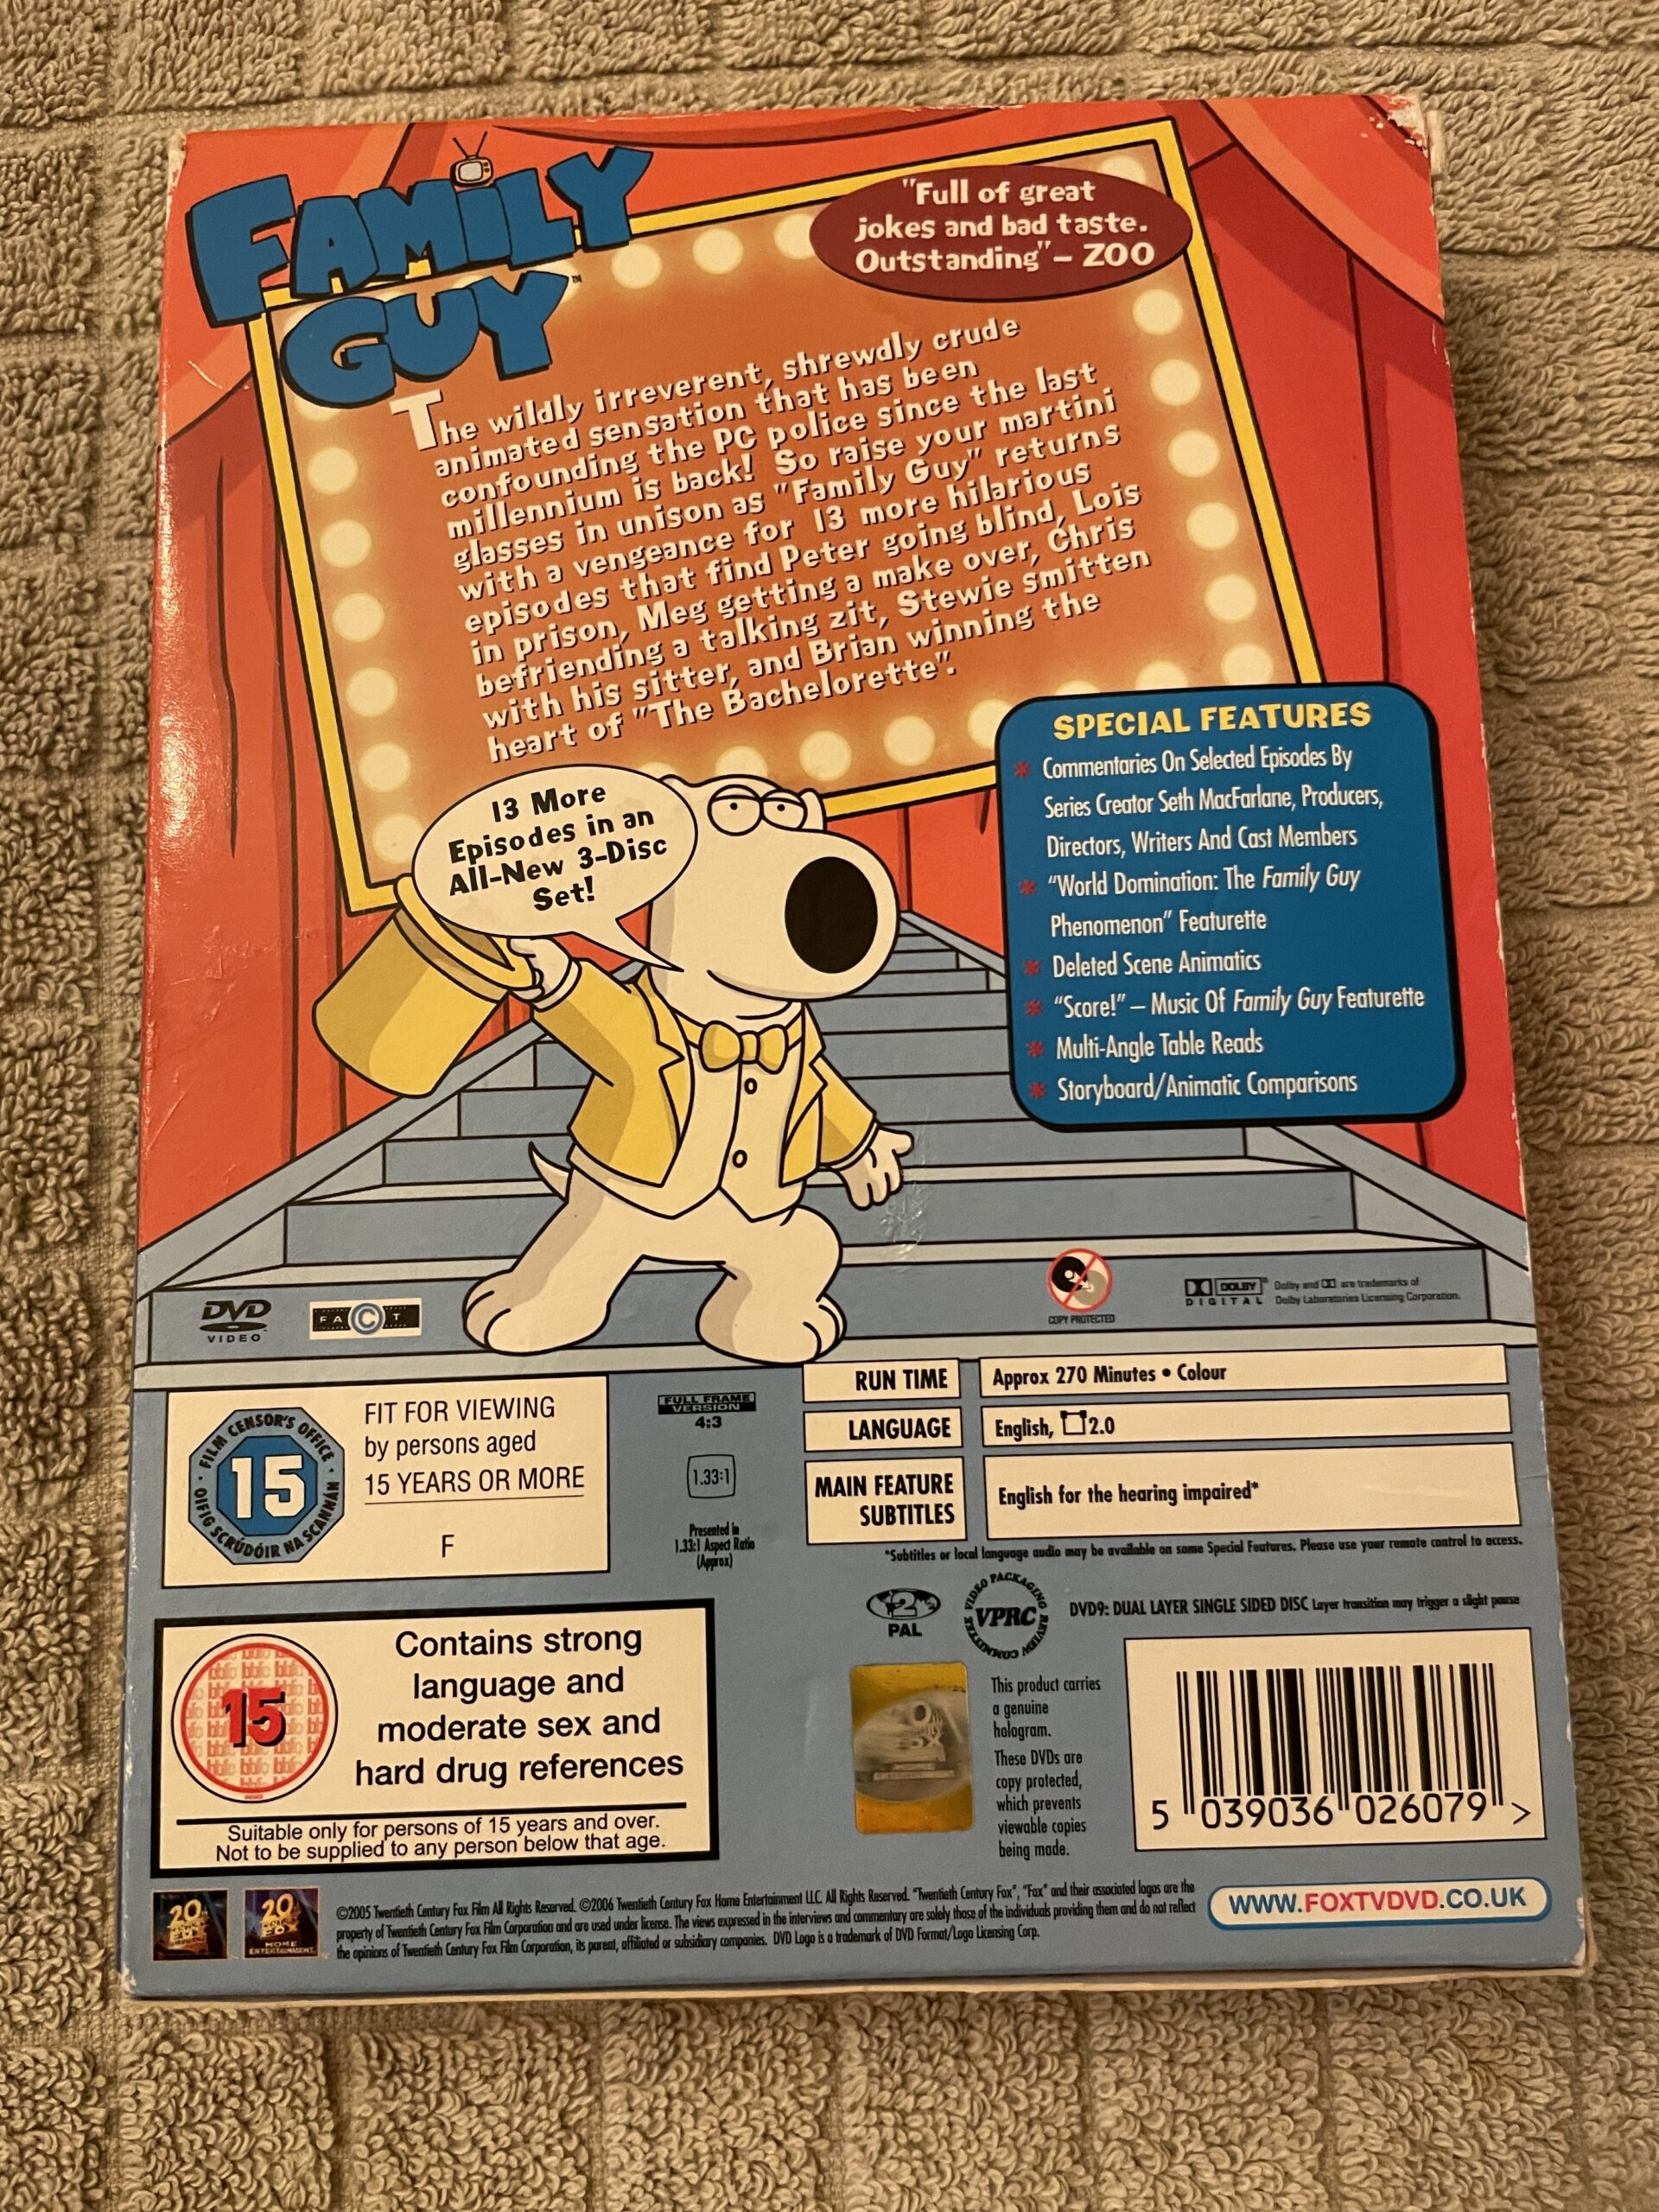 FAMiLY
GUY™
"Full of great
jokes and bad taste.
Outstanding" – ZOO
The wildly irreverent, shrewdly crude
animated sensation that has been
confounding the PC police since the last
millennium is back! So raise your martini
glasses in unison as "Family Guy" returns
with a vengeance for 13 more hilarious
episodes that find Peter going blind, Lois
in prison, Meg getting a make over, Chris
befriending a talking zit, Stewie smitten
with his sitter, and Brian winning the
heart of "The Bachelorette".
13 More
Episodes in an
All-New 3-Disc
Set!
SPECIAL FEATURES
* Commentaries On Selected Episodes By
Series Creator Seth MacFarlane, Producers,
Directors, Writers And Cast Members
* "World Domination: The Family Guy
Phenomenon" Featurette
* Deleted Scene Animatics
* "Score!" – Music Of Family Guy Featurette
* Multi-Angle Table Reads
* Storyboard/Animatic Comparisons
DVD
VIDEO
FACT
COPY PROTECTED
DOLBY®
DIGITAL
Dolby and DD are trademarks of
Dolby Laboratories Licensing Corporation.
FILM CENSOR'S OFFICE
15
OIFIG SCRÚDÓIR NA SCANNÁN
FIT FOR VIEWING
by persons aged
15 YEARS OR MORE
F
FULL FRAME
VERSION
4:3
1.33:1
Presented in
1.33:1 Aspect Ratio
(Approx)
RUN TIME
Approx 270 Minutes • Colour
LANGUAGE
English, 2.0
MAIN FEATURE
SUBTITLES
English for the hearing impaired*
*Subtitles or local language audio may be available on some Special Features. Please use your remote control to access.
2
PAL
VIDEO PACKAGING REVIEW COMMITTEE
VPRC
DVD9: DUAL LAYER SINGLE SIDED DISC Layer transition may trigger a slight pause
15
Contains strong
language and
moderate sex and
hard drug references
Suitable only for persons of 15 years and over.
Not to be supplied to any person below that age.
This product carries
a genuine
hologram.
These DVDs are
copy protected,
which prevents
viewable copies
being made.
5 039036 026079 >
20
20
HOME
ENTERTAINMENT
©2005 Twentieth Century Fox Film All Rights Reserved. ©2006 Twentieth Century Fox Home Entertainment LLC. All Rights Reserved. "Twentieth Century Fox", "Fax" and their associated logos are the
property of Twentieth Century Fox Film Corporation and are used under license. The views expressed in the interviews and commentary are solely those of the individuals providing them and do not reflect
the opinions of Twentieth Century Fox Film Corporation, its parent, affiliated or subsidiary companies. DVD Logo is a trademark of DVD Format/Logo Licensing Corp.
WWW.FOXTVDVD.CO.UK